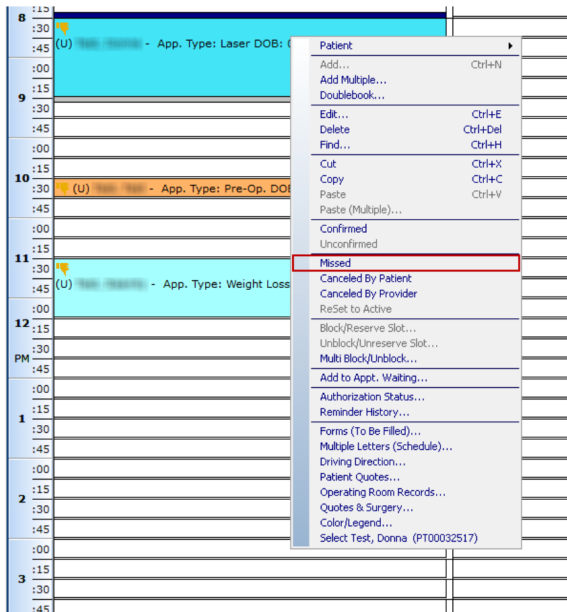 :15
8
:30
:45
(U) - App. Type: Laser DOB:
:00
:15
9
:30
:45
:00
:15
10
:30
(U) - App. Type: Pre-Op. DOB
:45
:00
:15
11
:30
:45
(U) - App. Type: Weight Loss
:00
12
:15
:30
PM
:45
:00
:15
1
:30
:45
:00
:15
2
:30
:45
:00
:15
3
:30
:45
Patient
Add... Ctrl+N
Add Multiple...
Doublebook...
Edit... Ctrl+E
Delete Ctrl+Del
Find... Ctrl+H
Cut Ctrl+X
Copy Ctrl+C
Paste Ctrl+V
Paste (Multiple)...
Confirmed
Unconfirmed
Missed
Canceled By Patient
Canceled By Provider
ReSet to Active
Block/Reserve Slot...
Unblock/Unreserve Slot...
Multi Block/Unblock...
Add to Appt. Waiting...
Authorization Status...
Reminder History...
Forms (To Be Filled)...
Multiple Letters (Schedule)...
Driving Direction...
Patient Quotes...
Operating Room Records...
Quotes & Surgery...
Color/Legend...
Select Test, Donna (PT00032517)